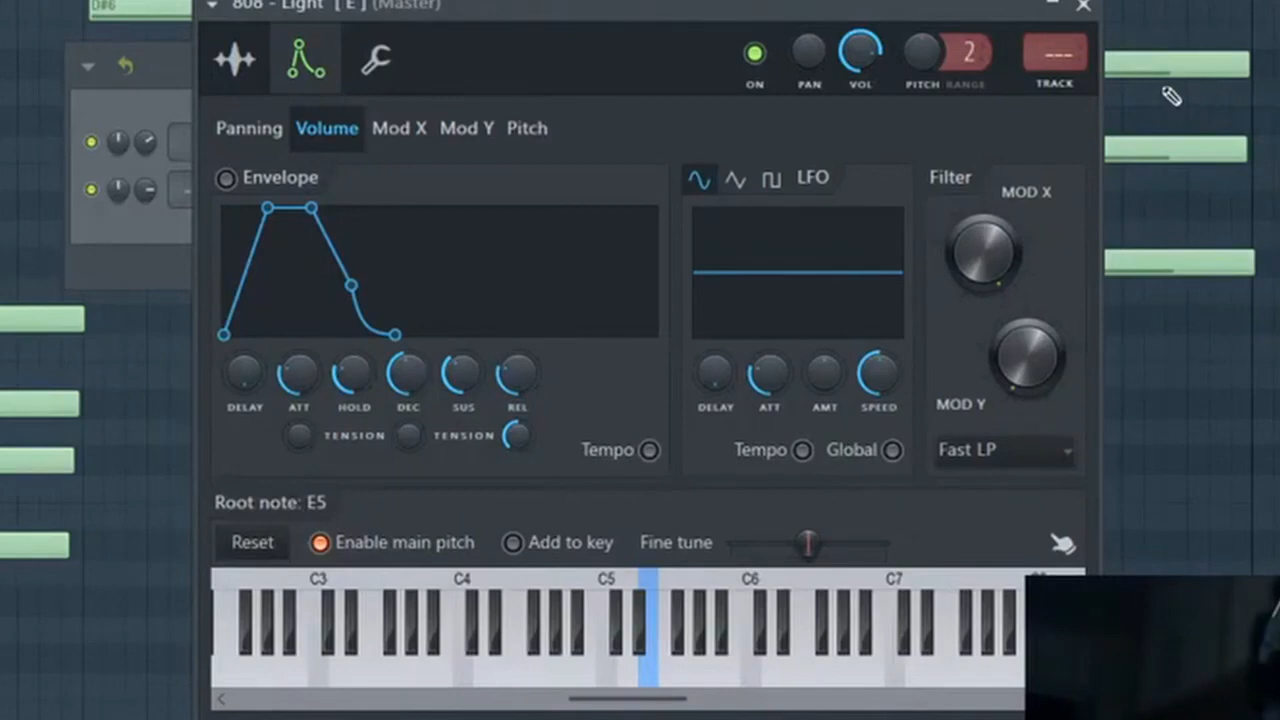 808 - Light [ E ] (Master)
D#6
2
---
ON PAN VOL PITCH RANGE TRACK
Panning Volume Mod X Mod Y Pitch
Envelope
LFO
Filter
MOD X
DELAY ATT HOLD DEC SUS REL
DELAY ATT AMT SPEED
MOD Y
TENSION TENSION
Tempo
Tempo Global
Fast LP
Root note: E5
Reset Enable main pitch Add to key Fine tune
C3 C4 C5 C6 C7